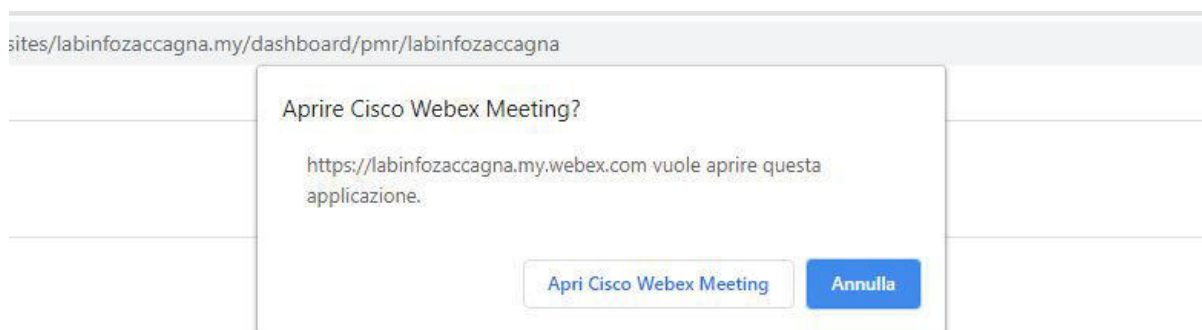 sites/labinfozaccagna.my/dashboard/pmr/labinfozaccagna
Aprire Cisco Webex Meeting?
https://labinfozaccagna.my.webex.com vuole aprire questa
applicazione.
Apri Cisco Webex Meeting
Annulla